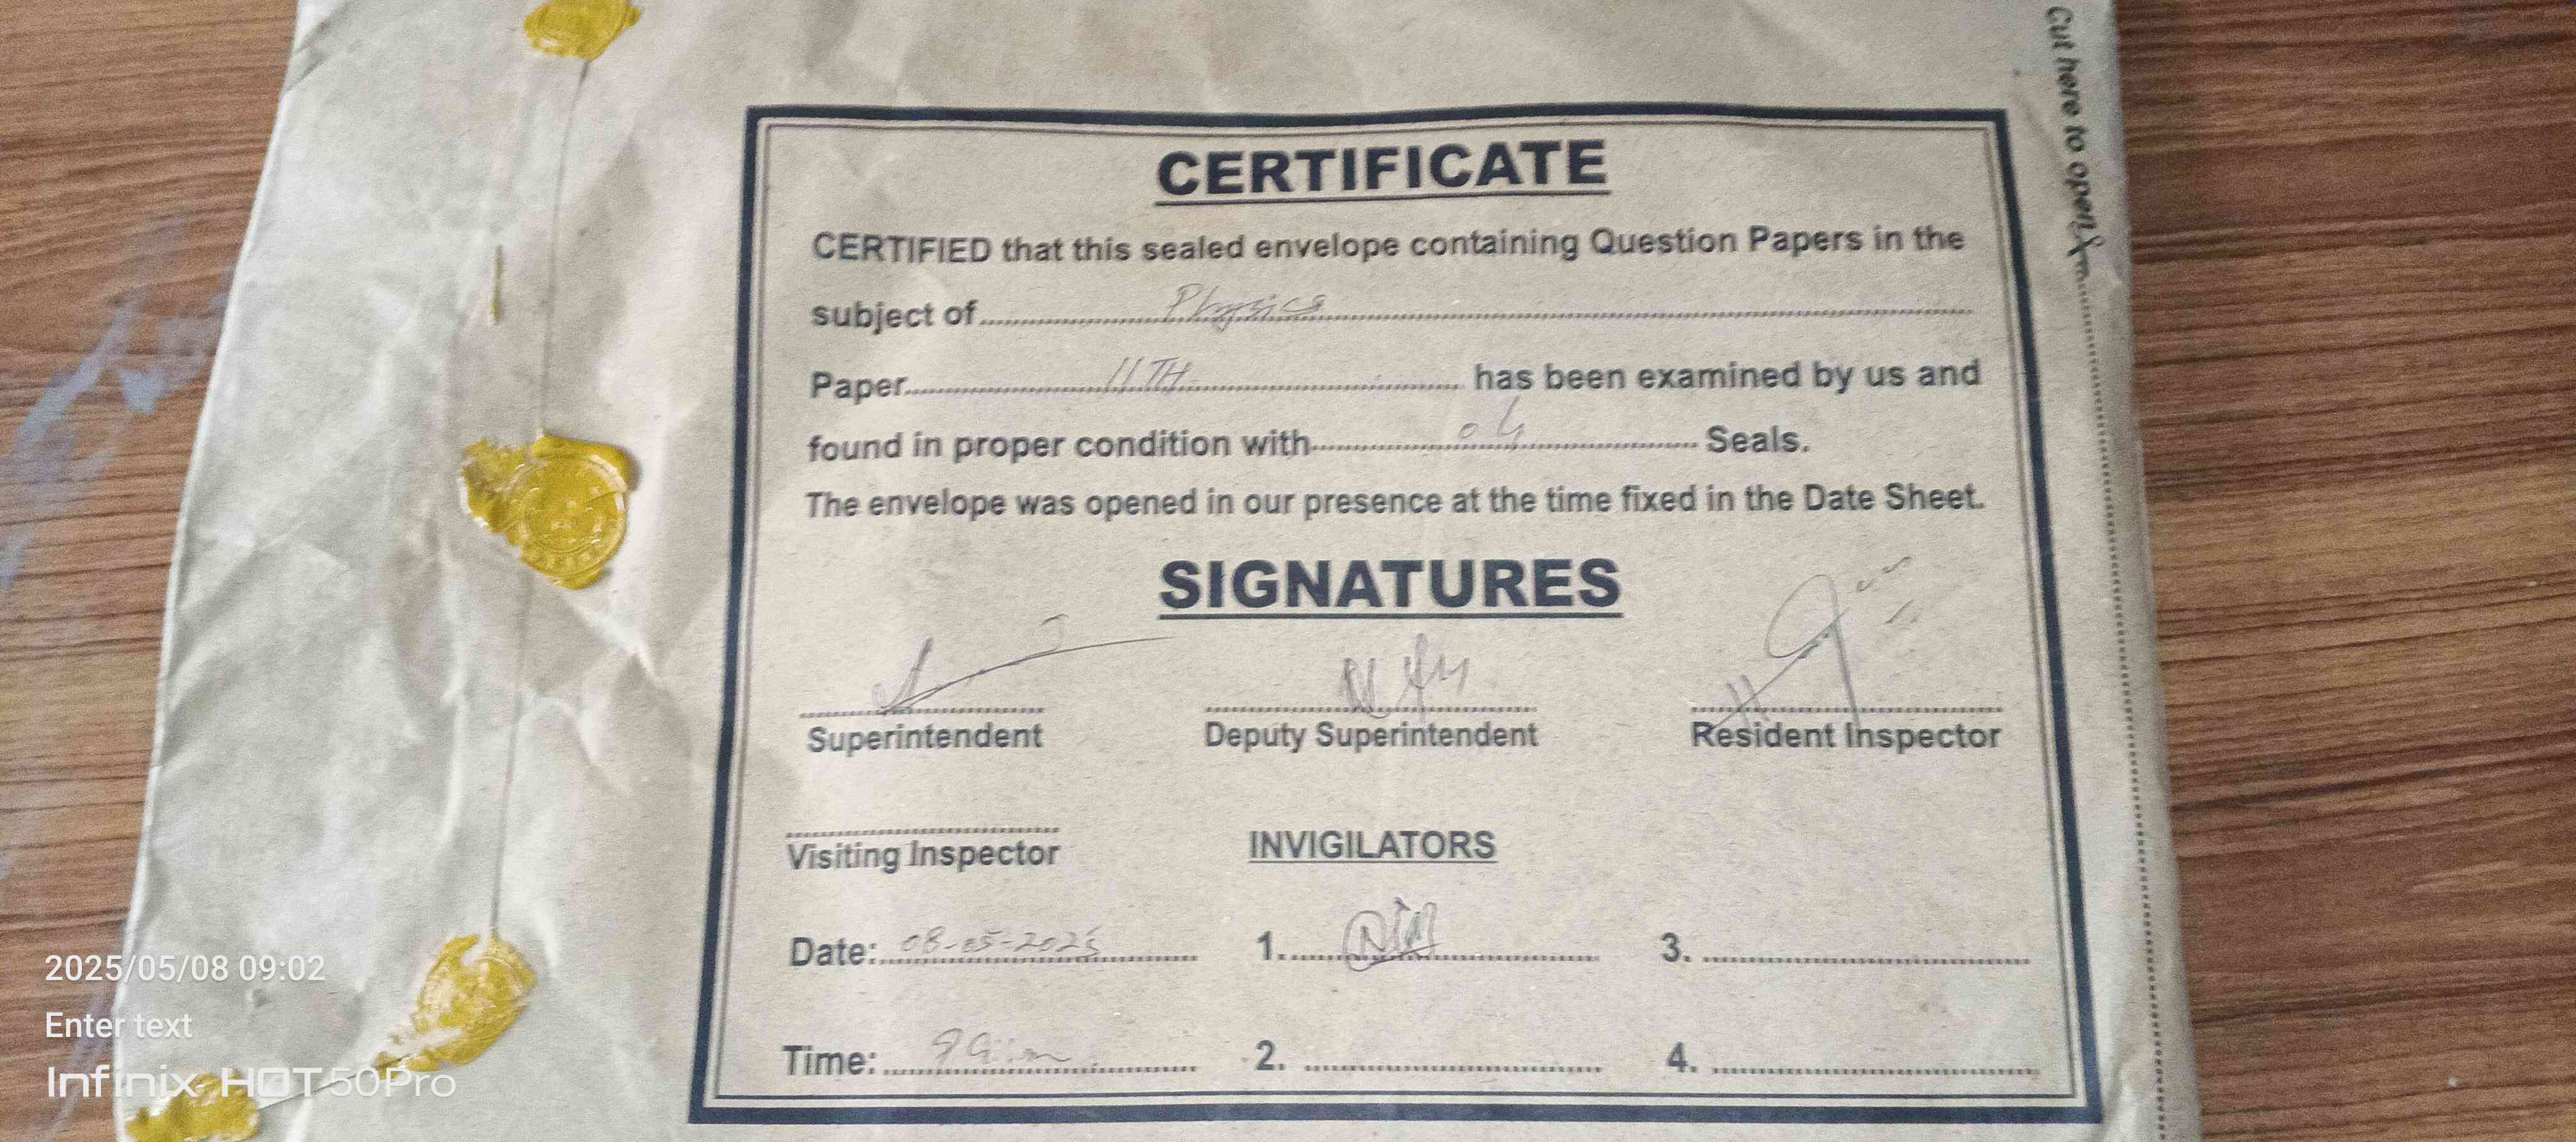 Cut here to open
CERTIFICATE
CERTIFIED that this sealed envelope containing Question Papers in the
subject of Physics
Paper 11TH has been examined by us and
found in proper condition with 04 Seals.
The envelope was opened in our presence at the time fixed in the Date Sheet.
SIGNATURES
Superintendent Deputy Superintendent Resident Inspector
Visiting Inspector INVIGILATORS
Date: 08-05-2025 1. 3.
Time: 2. 4.
2025/05/08 09:02
Enter text
Infinix HOT50Pro